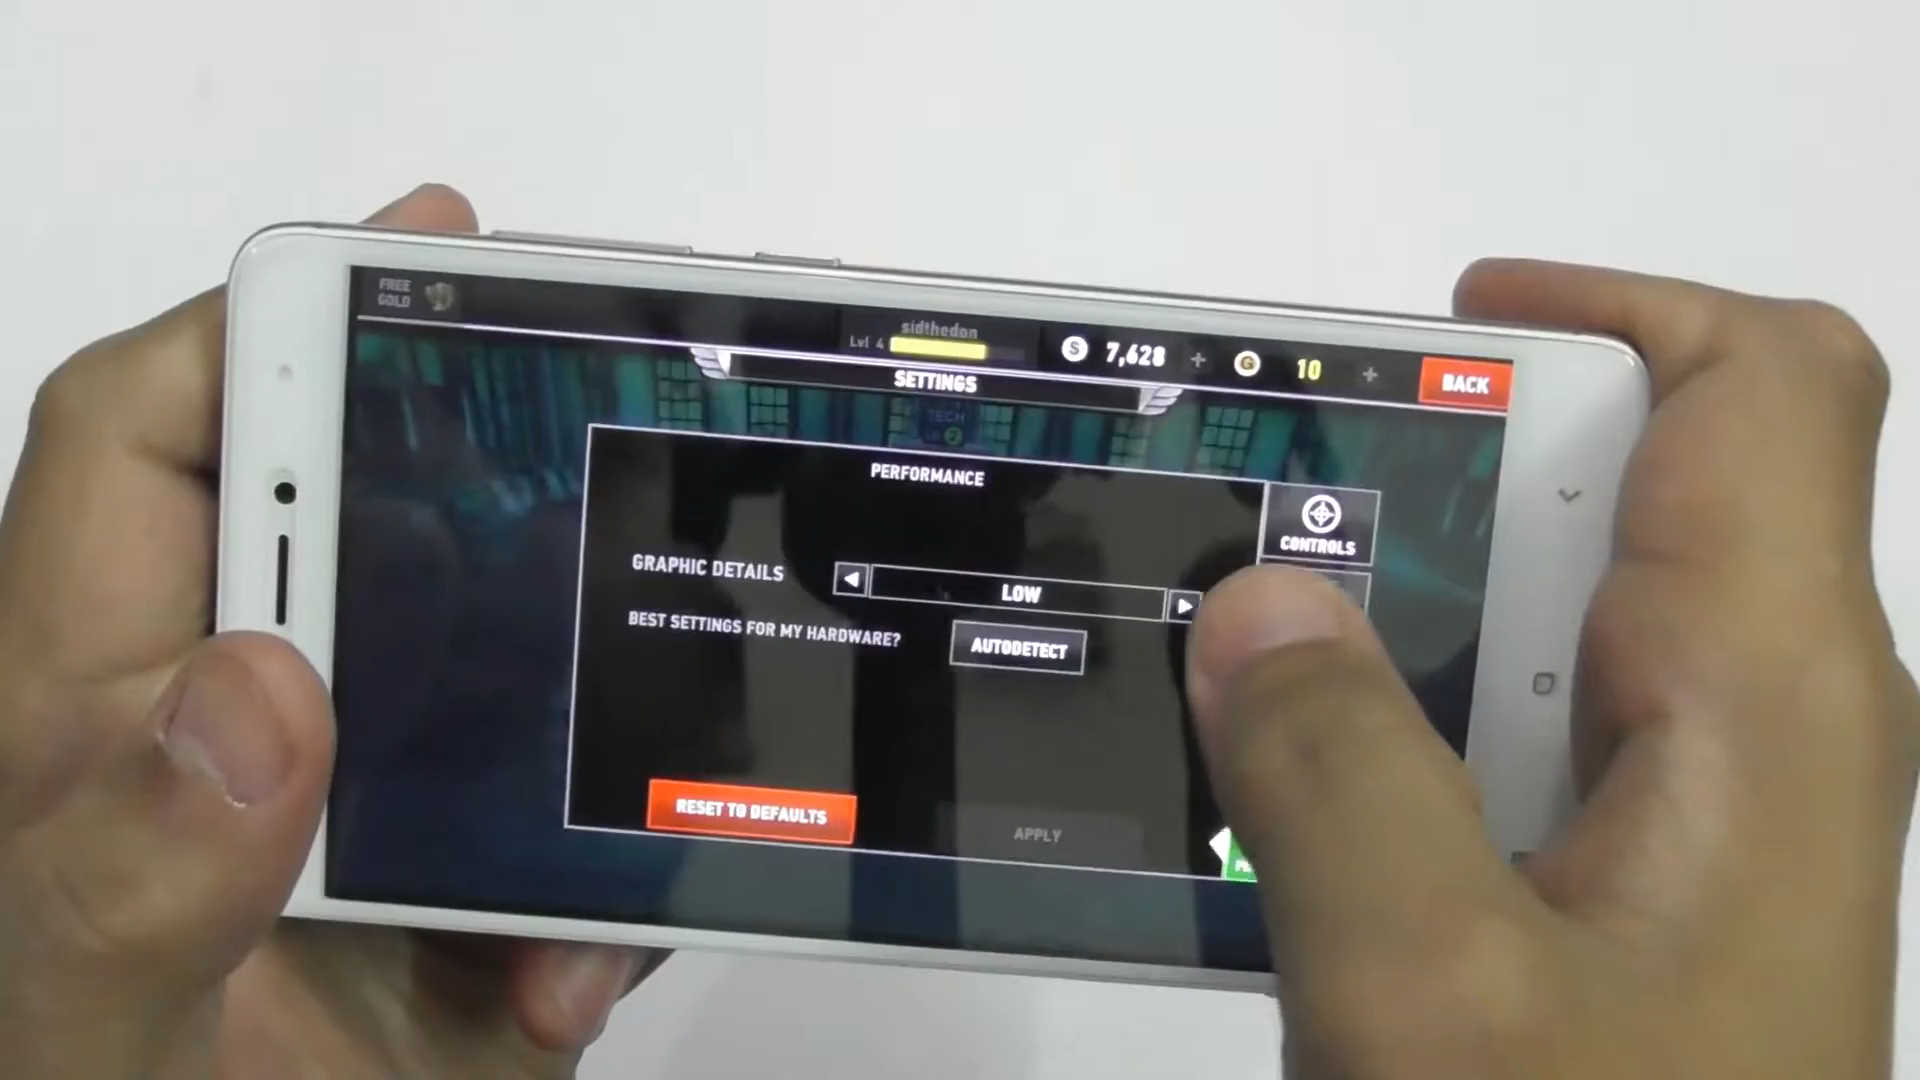 FREE
GOLD
sidthedon
Lvl 4
S 7,628 +
G 10 +
BACK
SETTINGS
TECH
PERFORMANCE
CONTROLS
GRAPHIC DETAILS
LOW
BEST SETTINGS FOR MY HARDWARE?
AUTODETECT
RESET TO DEFAULTS
APPLY